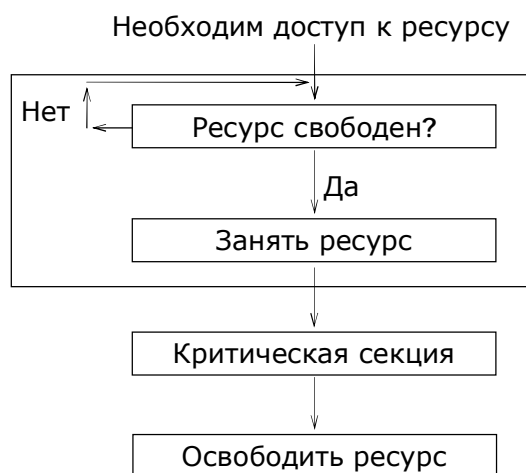 Необходим доступ к ресурсу
Нет
Ресурс свободен?
Да
Занять ресурс
Критическая секция
Освободить ресурс